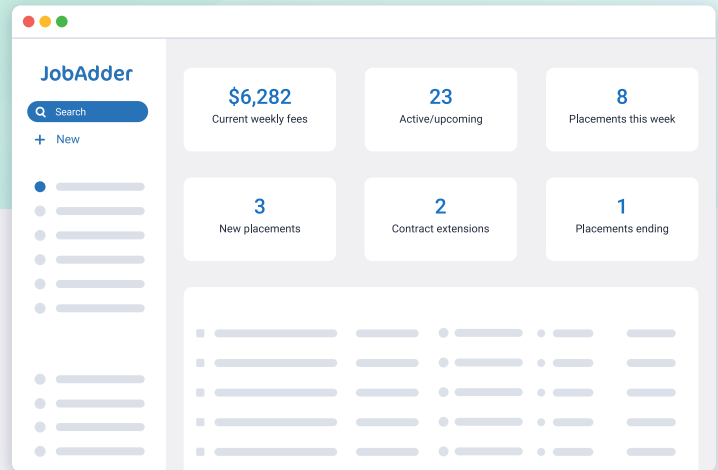 JobAdder
Search
+ New
$6,282
Current weekly fees
23
Active/upcoming
8
Placements this week
3
New placements
2
Contract extensions
1
Placements ending